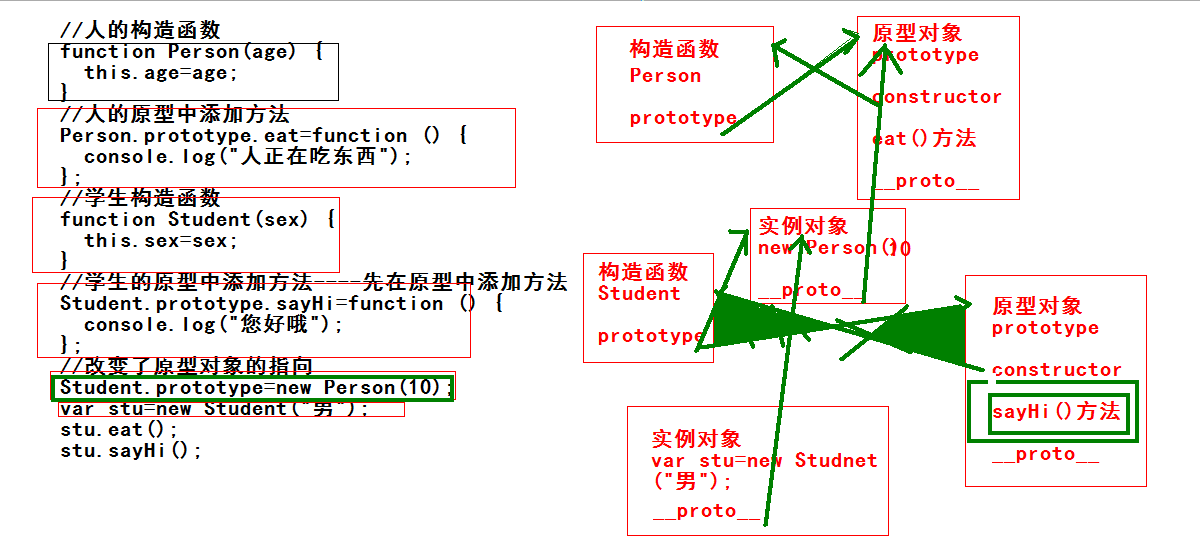 //人的构造函数
function Person(age) {
this.age=age;
}
//人的原型中添加方法
Person.prototype.eat=function () {
console.log("人正在吃东西");
};
//学生构造函数
function Student(sex) {
this.sex=sex;
}
//学生的原型中添加方法----先在原型中添加方法
Student.prototype.sayHi=function () {
console.log("您好哦");
};
//改变了原型对象的指向
Student.prototype=new Person(10);
var stu=new Student("男");
stu.eat();
stu.sayHi();
构造函数
Person
prototype
原型对象
prototype
constructor
eat()方法
__proto__
实例对象
new Person()10
__proto__
构造函数
Student
prototype
原型对象
prototype
constructor
sayHi()方法
__proto__
实例对象
var stu=new Studnet
("男");
__proto__